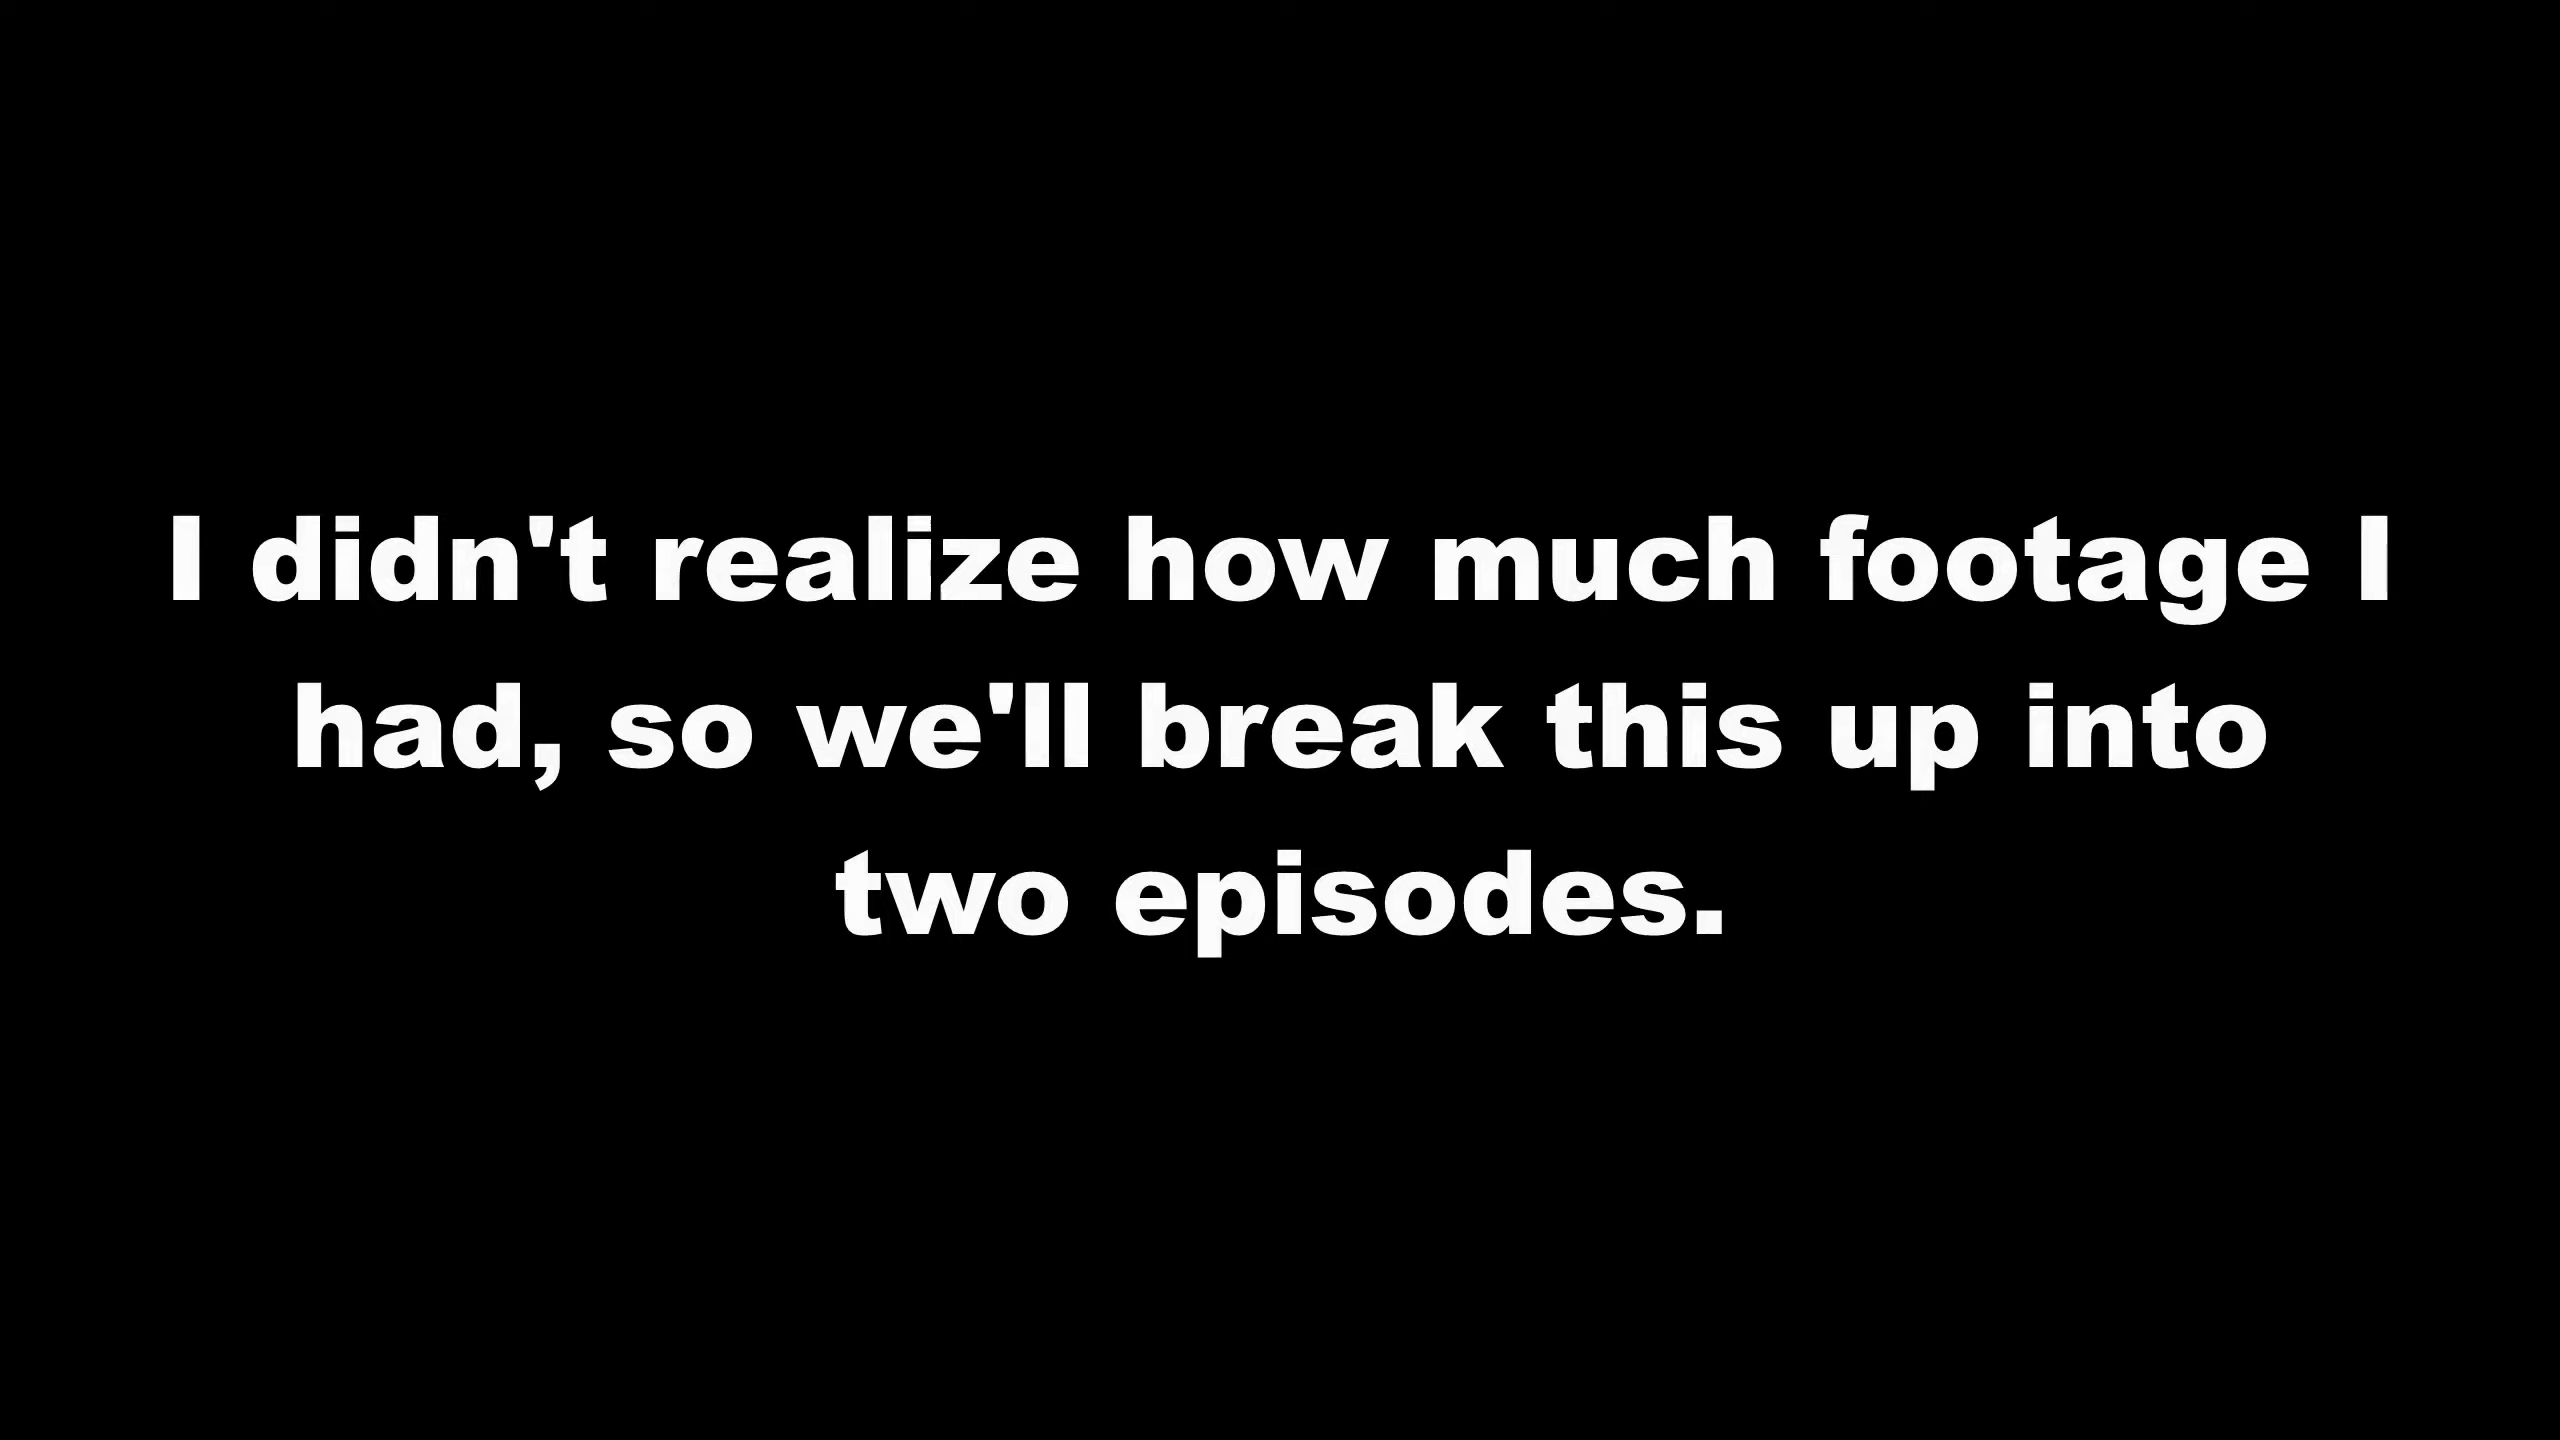 I didn't realize how much footage I
had, so we'll break this up into
two episodes.